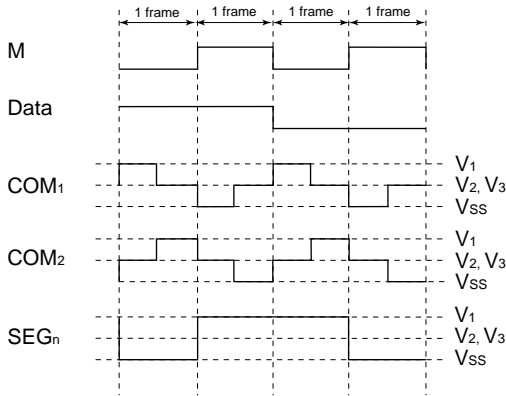 1 frame 1 frame 1 frame 1 frame
M
Data
COM1
V1
V2, V3
VSS
COM2
V1
V2, V3
VSS
SEGn
V1
V2, V3
VSS